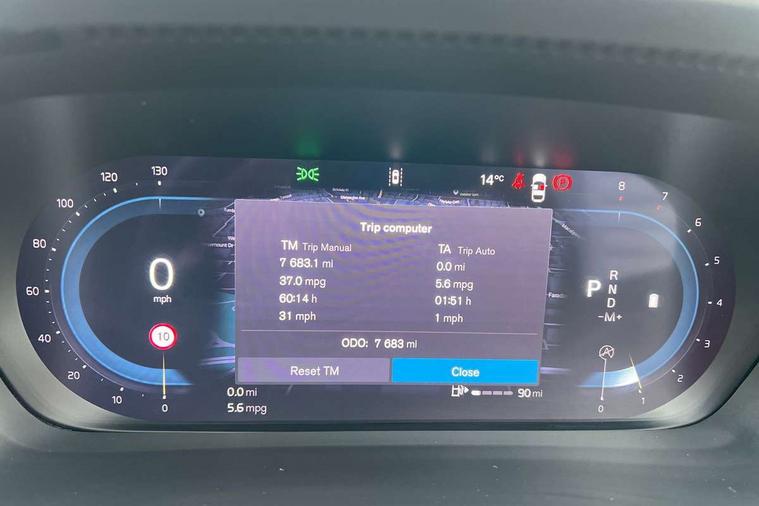 120
130
14°C
8
7
100
6
80
5
60
4
40
3
20
2
10
0
0
1
0
mph
10
Trip computer
TM Trip Manual TA Trip Auto
7 683.1 mi 0.0 mi
37.0 mpg 5.6 mpg
60:14 h 01:51 h
31 mph 1 mph
ODO: 7 683 mi
Reset TM Close
R
P N
D
-M+
0.0 mi
5.6 mpg
90 mi